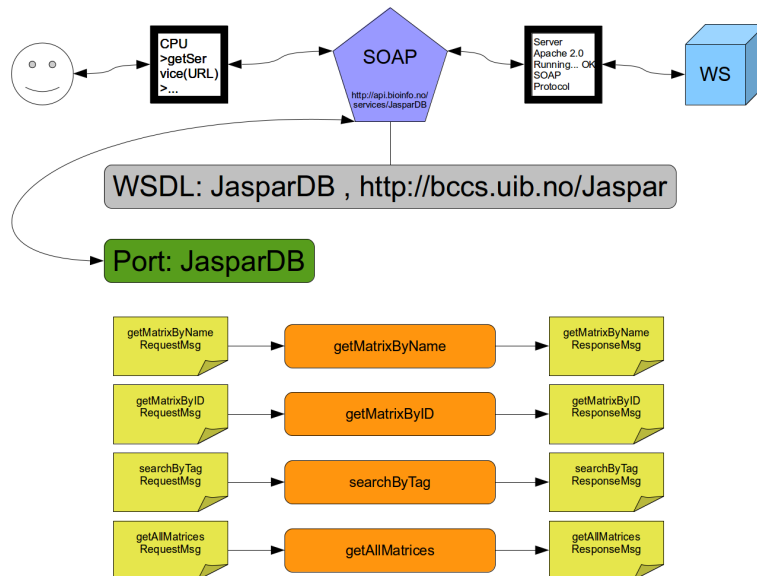 CPU
>getSer
vice(URL)
>...
SOAP
http://api.bioinfo.no/
services/JasparDB
Server
Apache 2.0
Running... OK
SOAP
Protocol
WS
WSDL: JasparDB , http://bccs.uib.no/Jaspar
Port: JasparDB
getMatrixByName
RequestMsg
getMatrixByName
getMatrixByName
ResponseMsg
getMatrixByID
RequestMsg
getMatrixByID
getMatrixByID
ResponseMsg
searchByTag
RequestMsg
searchByTag
searchByTag
ResponseMsg
getAllMatrices
RequestMsg
getAllMatrices
getAllMatrices
ResponseMsg